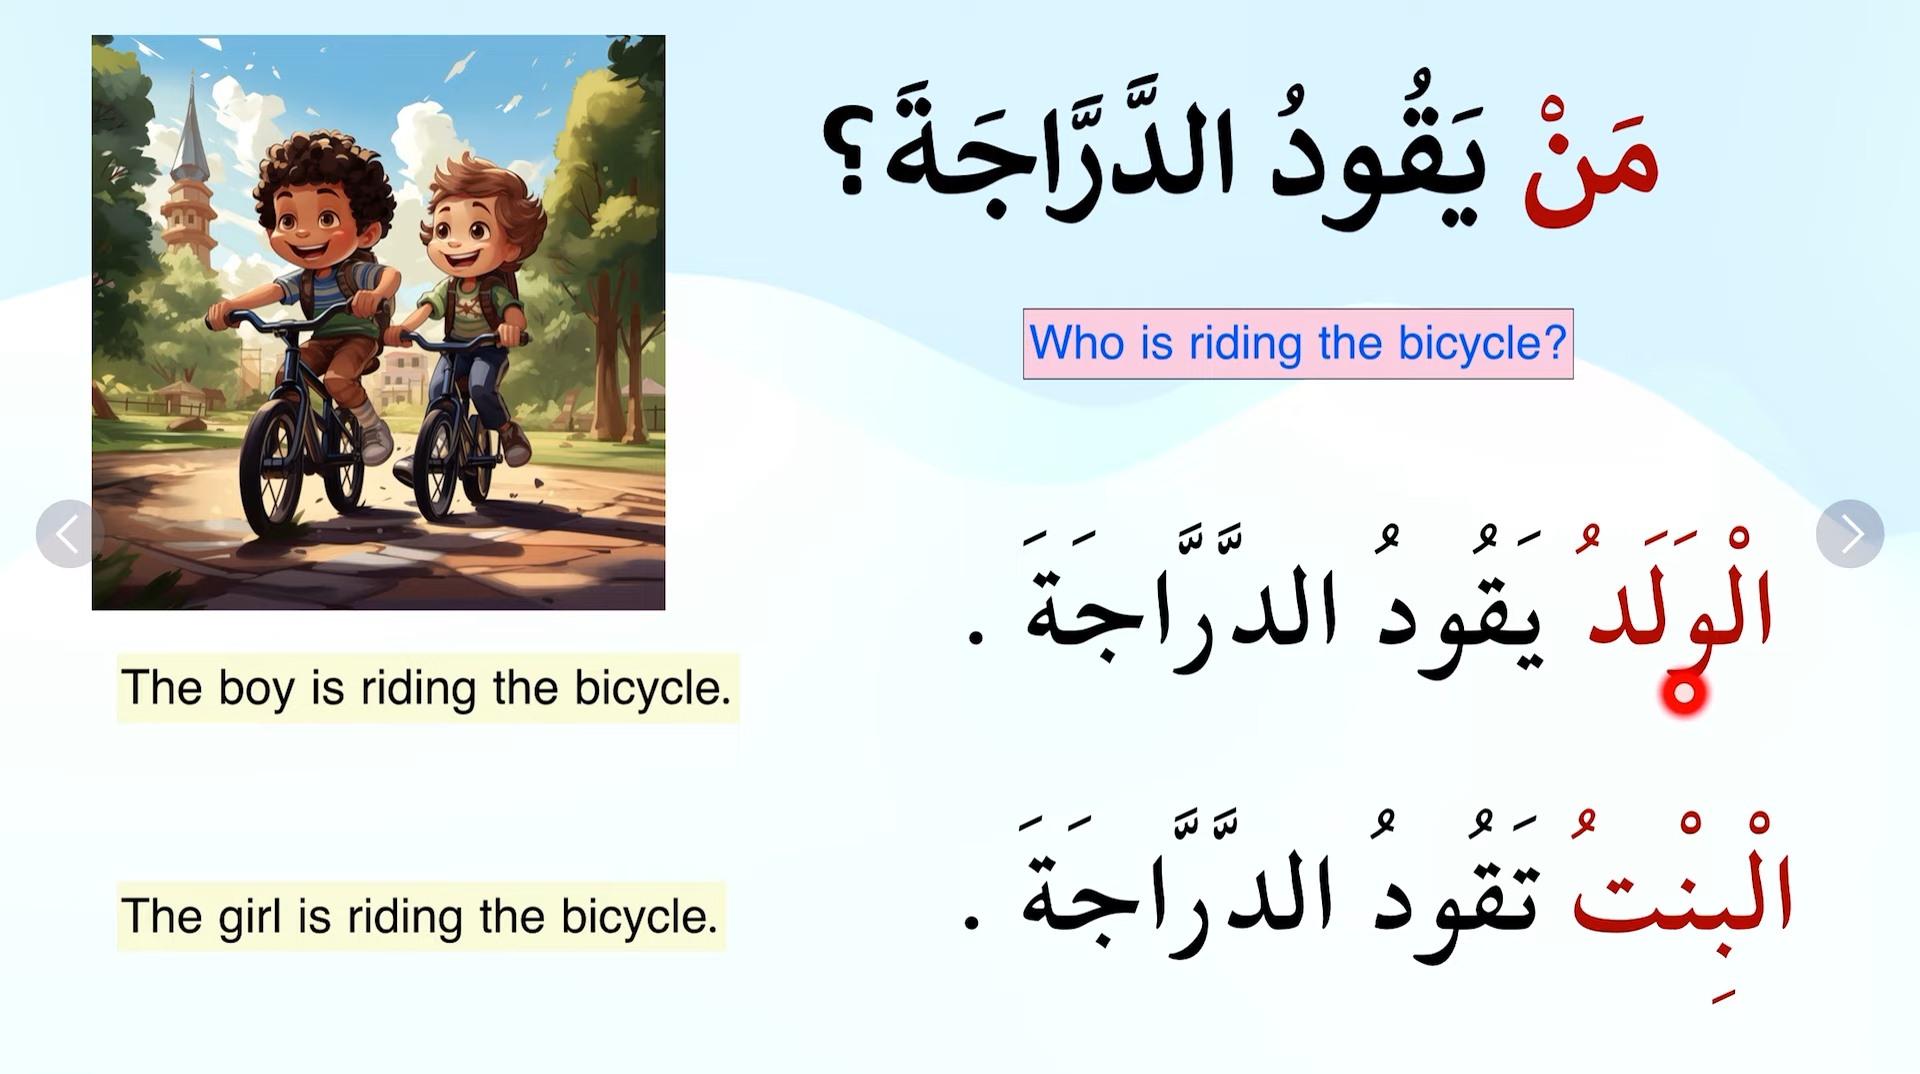 مَنْ يَقُودُ الدَّرَّاجَةَ؟
Who is riding the bicycle?
الْوَلَدُ يَقُودُ الدَّرَّاجَةَ .
The boy is riding the bicycle.
الْبِنْتُ تَقُودُ الدَّرَّاجَةَ .
The girl is riding the bicycle.